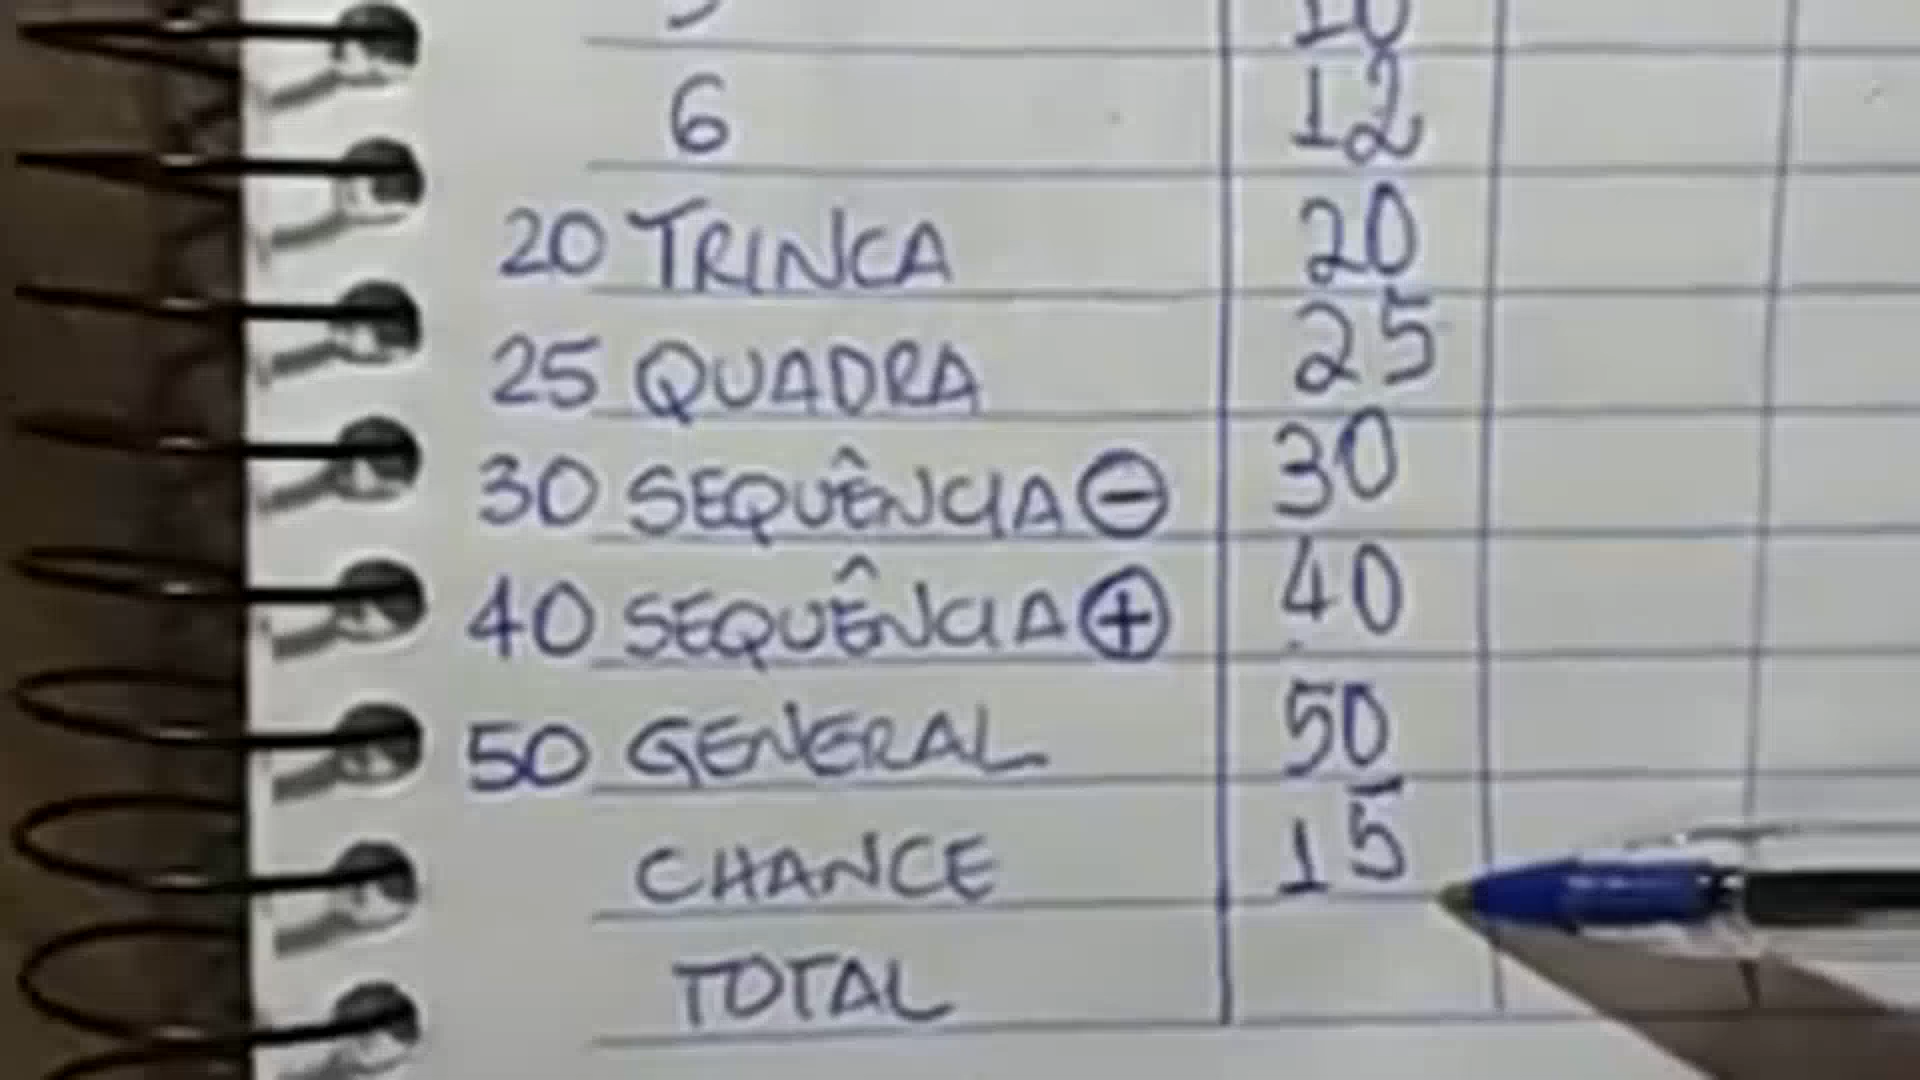 10
6 12
20 TRINCA 20
25 QUADRA 25
30 SEQUÊNCIA ⊖ 30
40 SEQUÊNCIA ⊕ 40
50 GENERAL 50
CHANCE 15
TOTAL